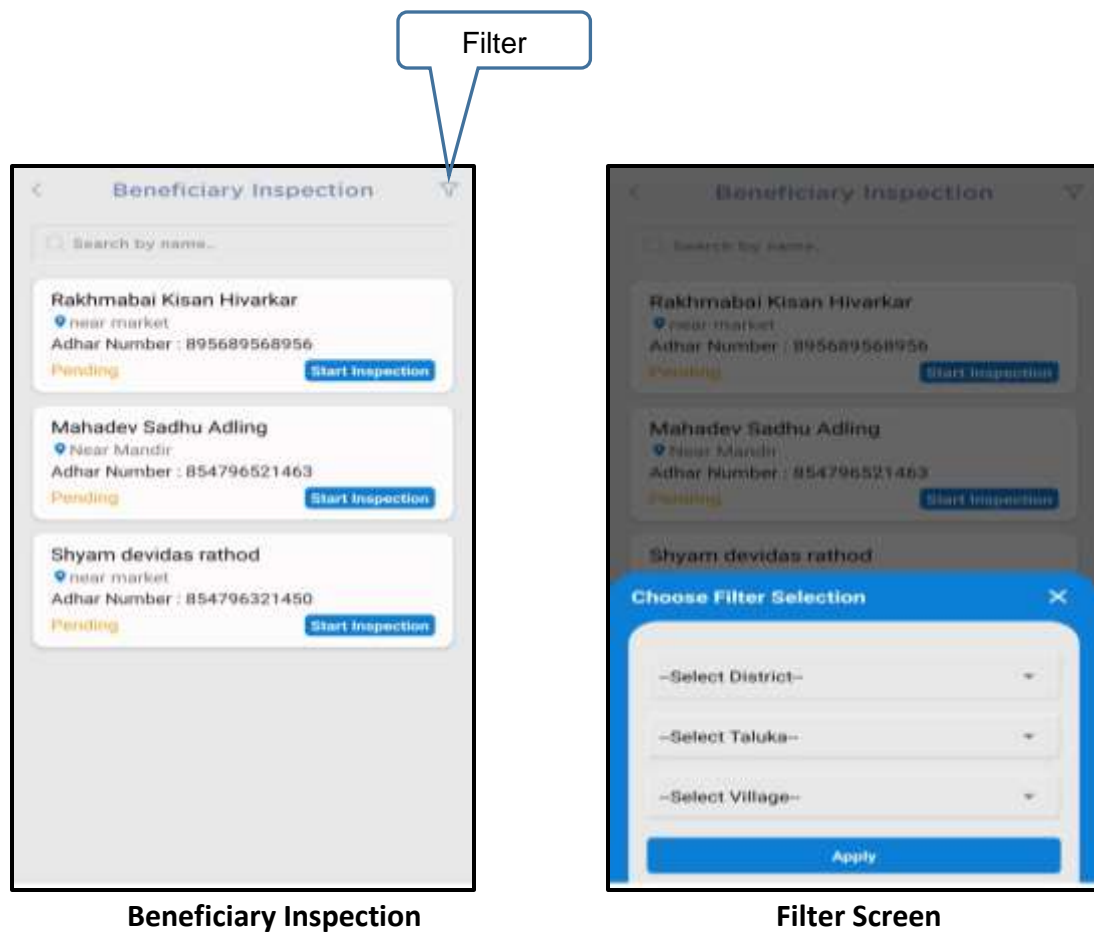 Filter
Beneficiary Inspection
Search by name..
Rakhmabai Kisan Hivarkar
near market
Adhar Number : 895689568956
Pending
Start Inspection
Mahadev Sadhu Adling
Near Mandir
Adhar Number : 854796521463
Pending
Start Inspection
Shyam devidas rathod
near market
Adhar Number : 854796321450
Pending
Start Inspection
Beneficiary Inspection
Beneficiary Inspection
Search by name..
Rakhmabai Kisan Hivarkar
near market
Adhar Number : 895689568956
Pending
Start Inspection
Mahadev Sadhu Adling
Near Mandir
Adhar Number : 854796521463
Pending
Start Inspection
Shyam devidas rathod
Choose Filter Selection
--Select District--
--Select Taluka--
--Select Village--
Apply
Filter Screen